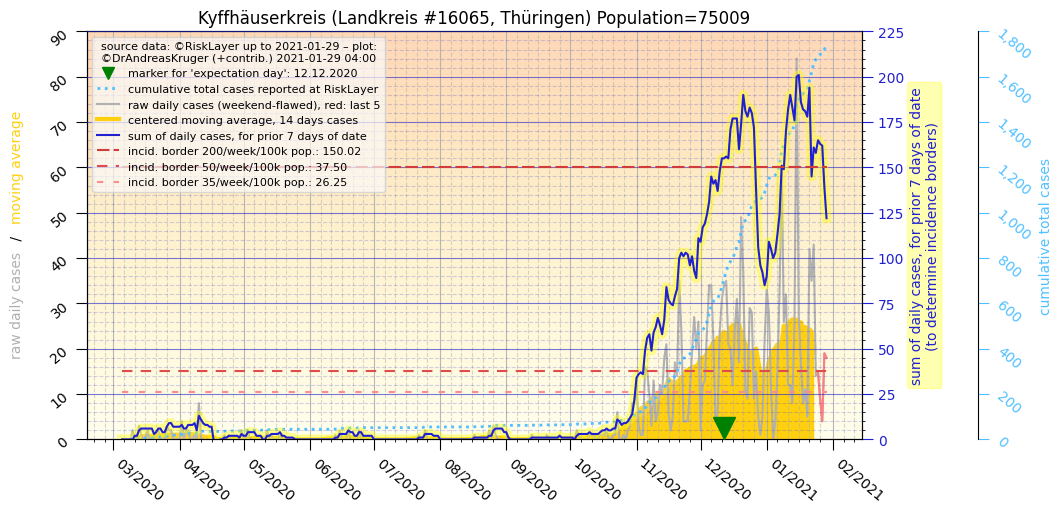 Kyffhäuserkreis (Landkreis #16065, Thüringen) Population=75009
source data: ©RiskLayer up to 2021-01-29 – plot:
©DrAndreasKruger (+contrib.) 2021-01-29 04:00
marker for 'expectation day': 12.12.2020
cumulative total cases reported at RiskLayer
raw daily cases (weekend-flawed), red: last 5
centered moving average, 14 days cases
sum of daily cases, for prior 7 days of date
incid. border 200/week/100k pop.: 150.02
incid. border 50/week/100k pop.: 37.50
incid. border 35/week/100k pop.: 26.25
raw daily cases / moving average
90
80
70
60
50
40
30
20
10
0
03/2020
04/2020
05/2020
06/2020
07/2020
08/2020
09/2020
10/2020
11/2020
12/2020
01/2021
02/2021
225
200
175
150
125
100
75
50
25
0
sum of daily cases, for prior 7 days of date
(to determine incidence borders)
1,800
1,600
1,400
1,200
1,000
800
600
400
200
0
cumulative total cases